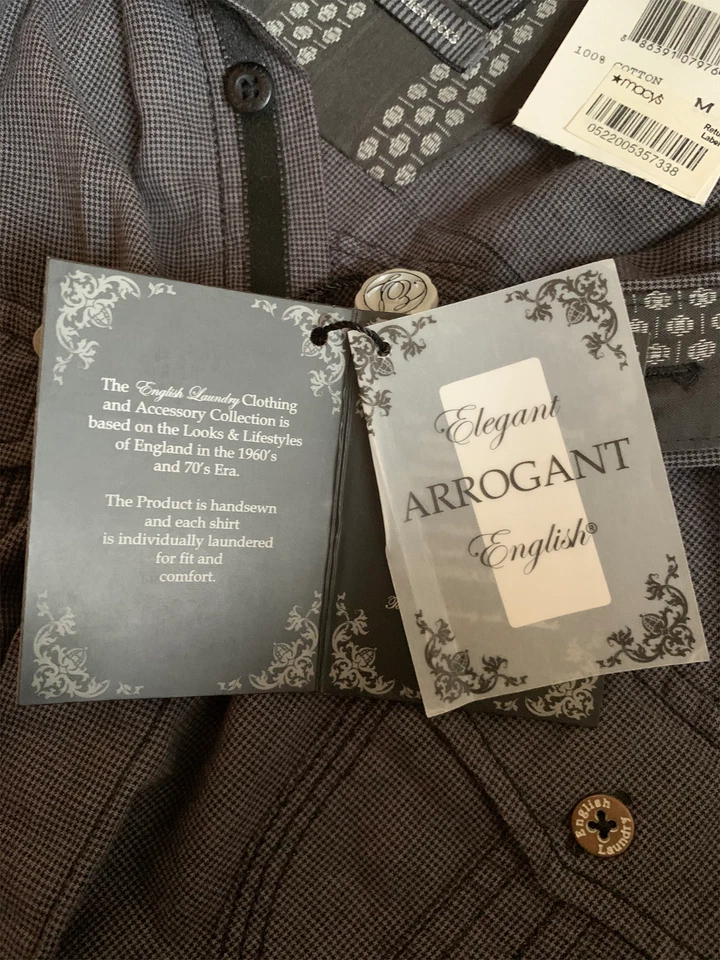 100% COTTON
★macy's
M
0522005357338
The English Laundry Clothing
and Accessory Collection is
based on the Looks & Lifestyles
of England in the 1960's
and 70's Era.
The Product is handsewn
and each shirt
is individually laundered
for fit and
comfort.
Elegant
ARROGANT
English®
English
Laundry